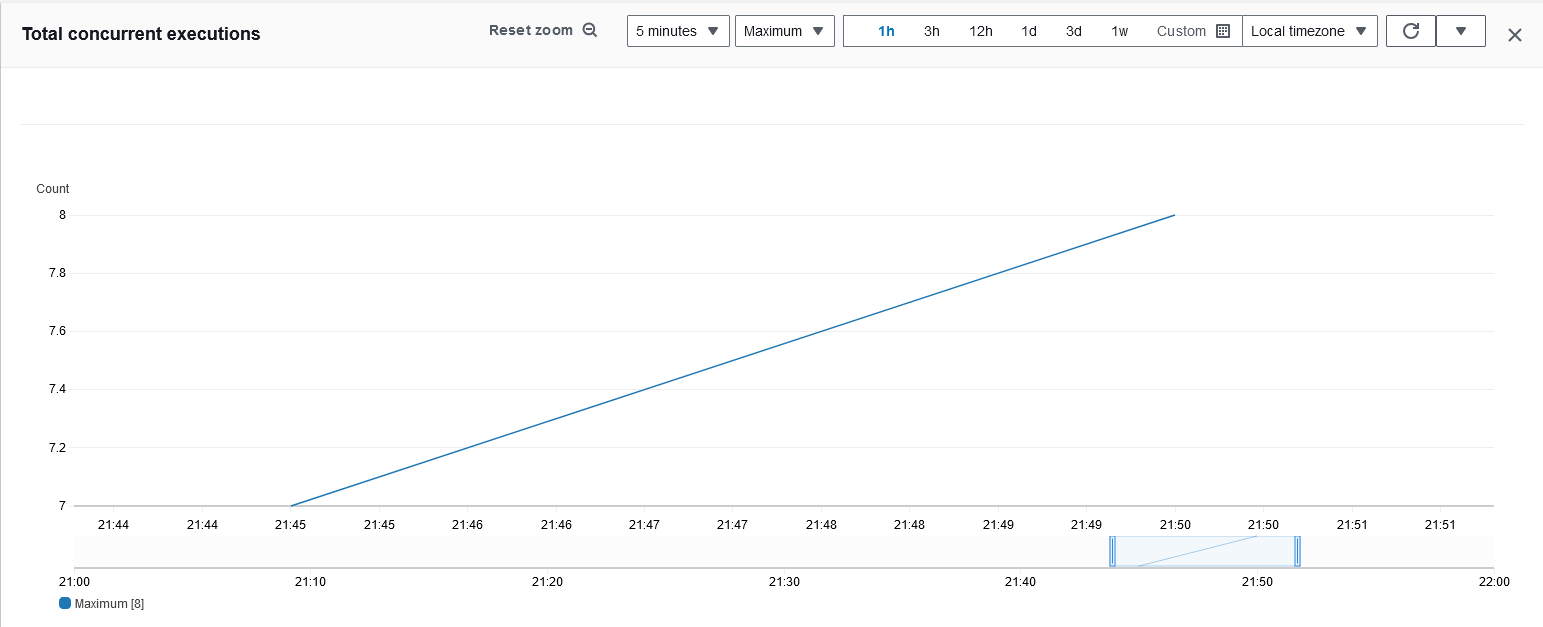 Total concurrent executions
Reset zoom
5 minutes
Maximum
1h 3h 12h 1d 3d 1w Custom
Local timezone
Count
8
7.8
7.6
7.4
7.2
7
21:44 21:44 21:45 21:45 21:46 21:46 21:47 21:47 21:48 21:48 21:49 21:49 21:50 21:50 21:51 21:51
21:00 21:10 21:20 21:30 21:40 21:50 22:00
Maximum [8]